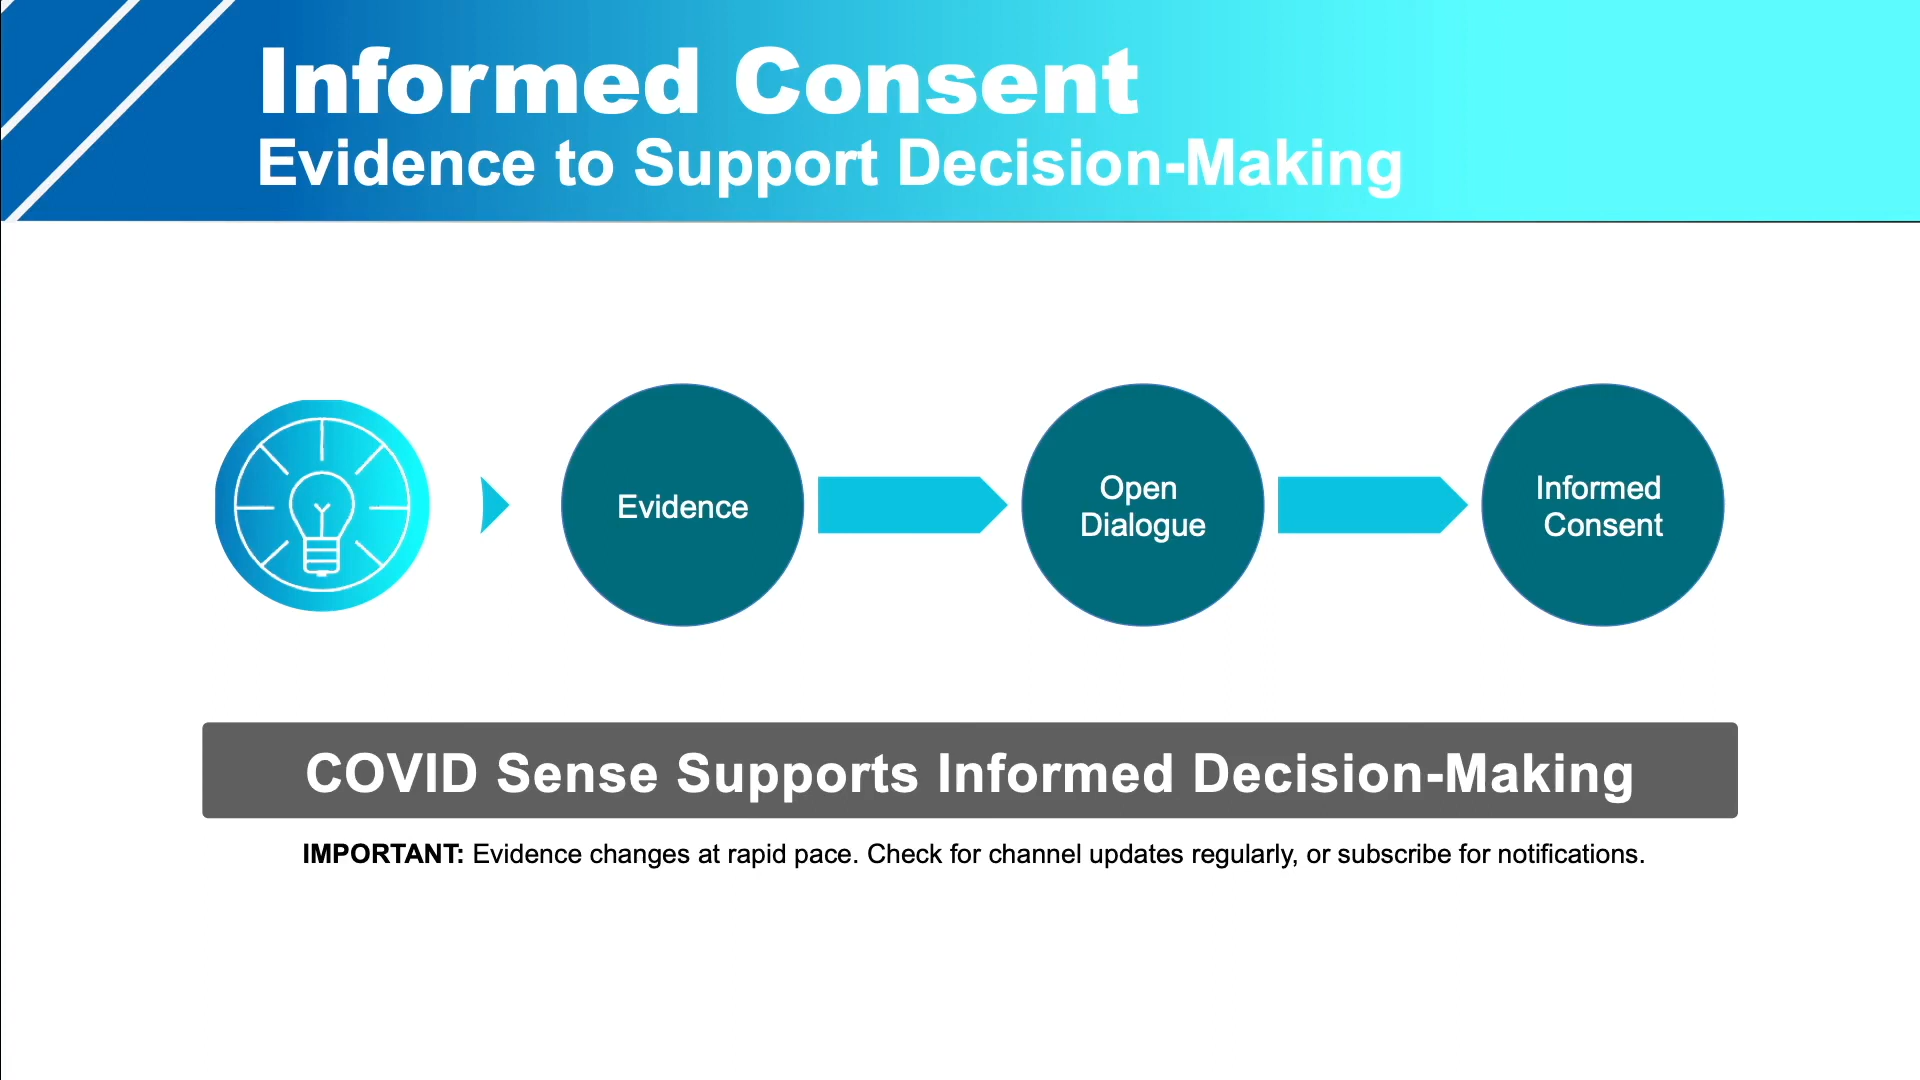 Informed Consent
Evidence to Support Decision-Making
Evidence
Open
Dialogue
Informed
Consent
COVID Sense Supports Informed Decision-Making
IMPORTANT: Evidence changes at rapid pace. Check for channel updates regularly, or subscribe for notifications.